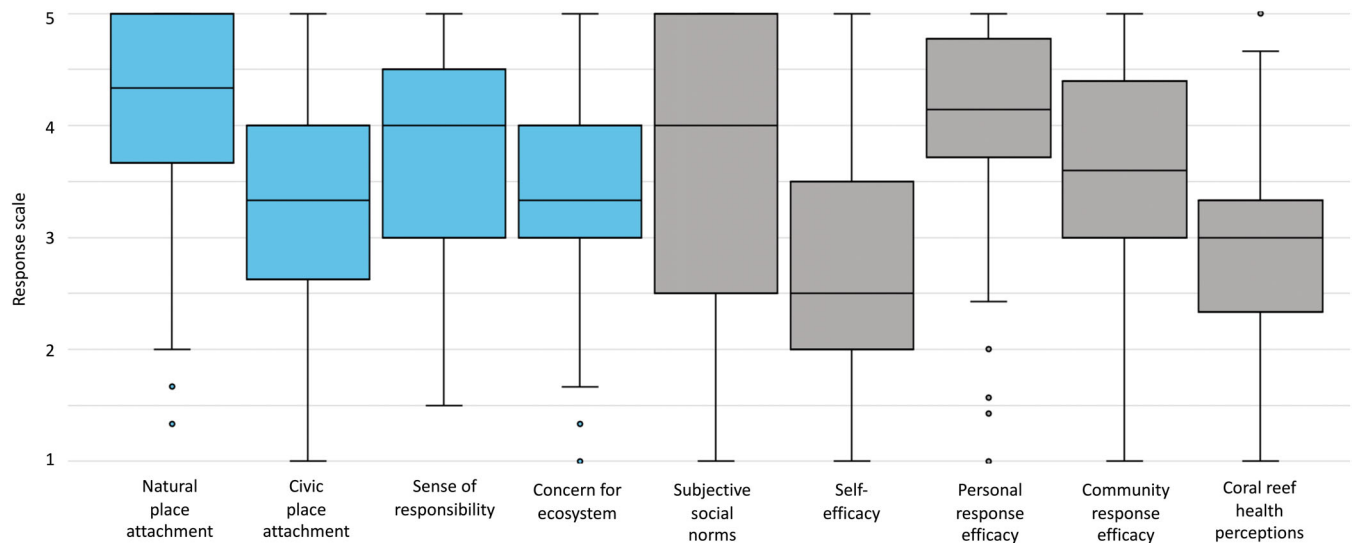 5
4
3
2
1
Response scale
Natural
place
attachment
Civic
place
attachment
Sense of
responsibility
Concern for
ecosystem
Subjective
social
norms
Self-
efficacy
Personal
response
efficacy
Community
response
efficacy
Coral reef
health
perceptions